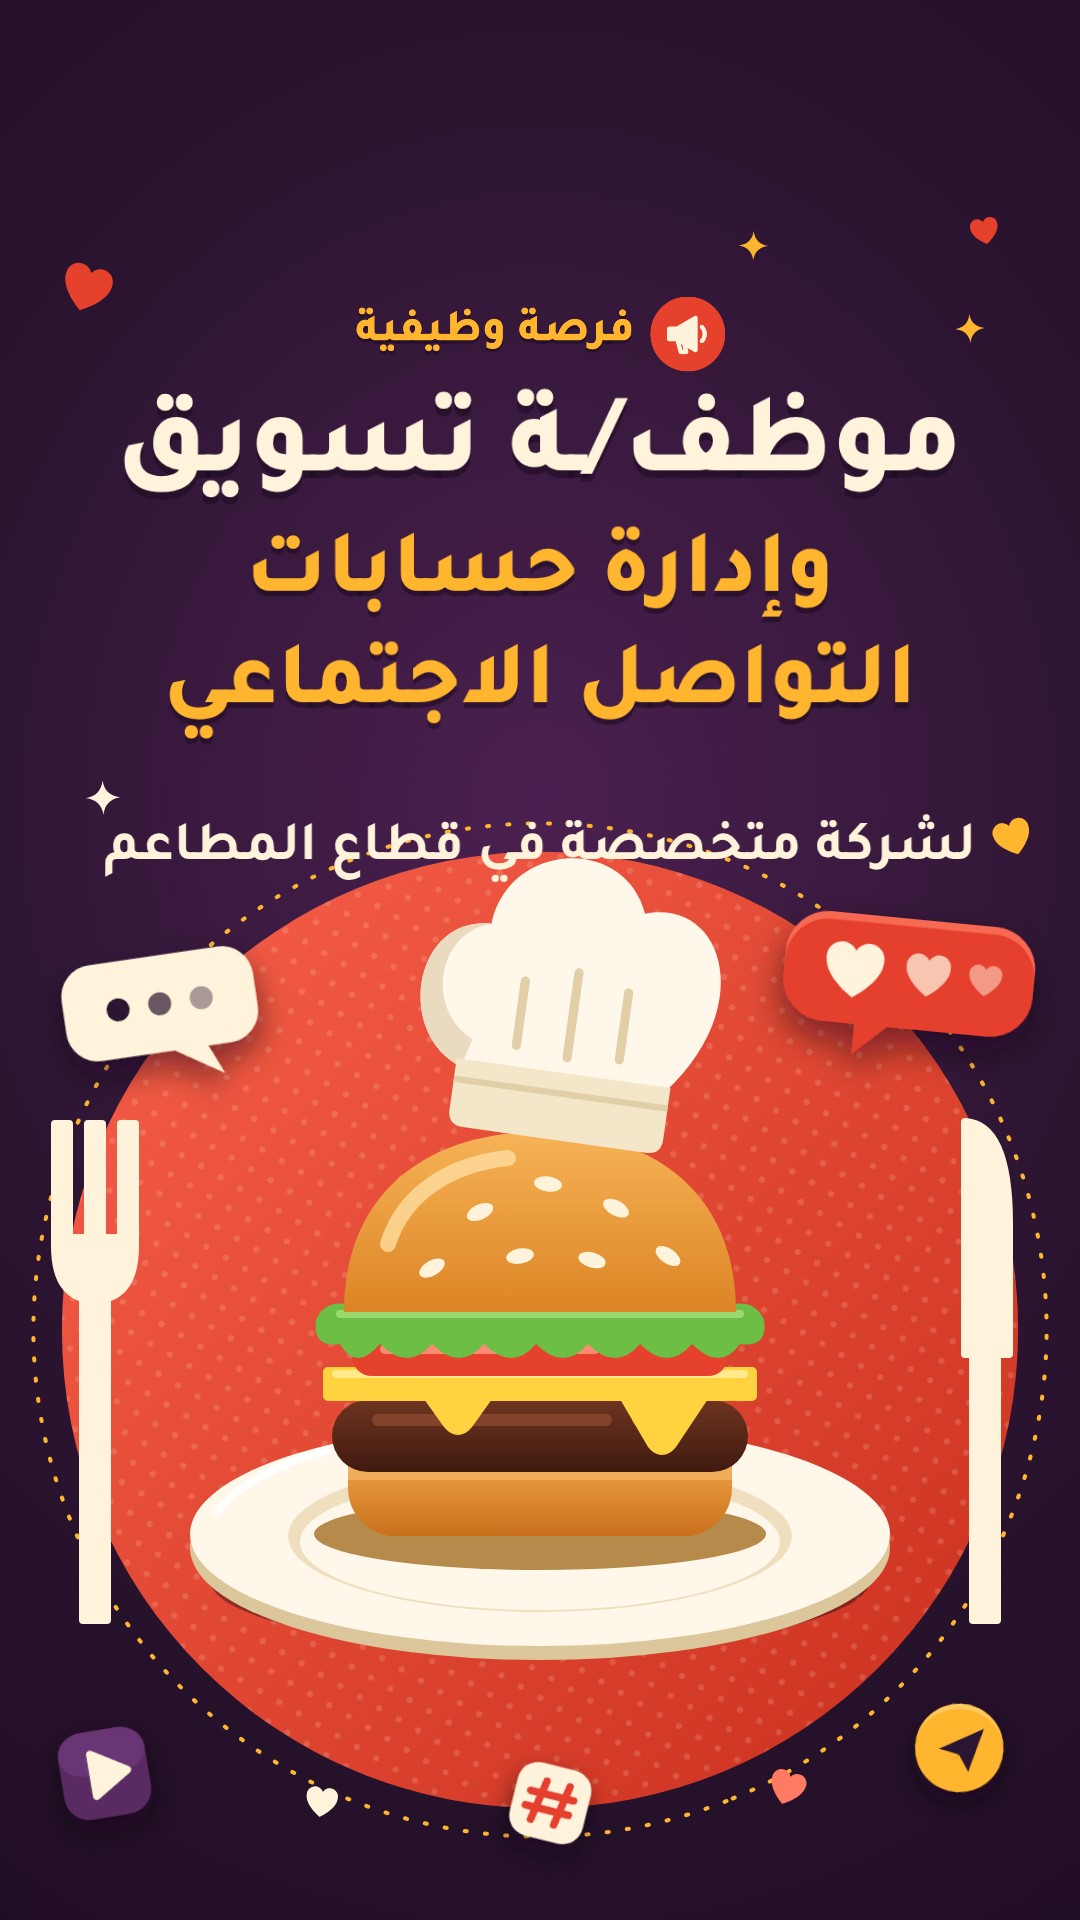 فرصة وظيفية
موظف/ة تسويق
وإدارة حسابات
التواصل الاجتماعي
لشركة متخصصة في قطاع المطاعم
#